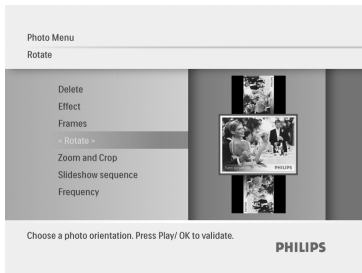 Photo Menu
Rotate
Delete
Effect
Frames
« Rotate »
Zoom and Crop
Slideshow sequence
Frequency
PHILIPS
Choose a photo orientation. Press Play/ OK to validate.
PHILIPS